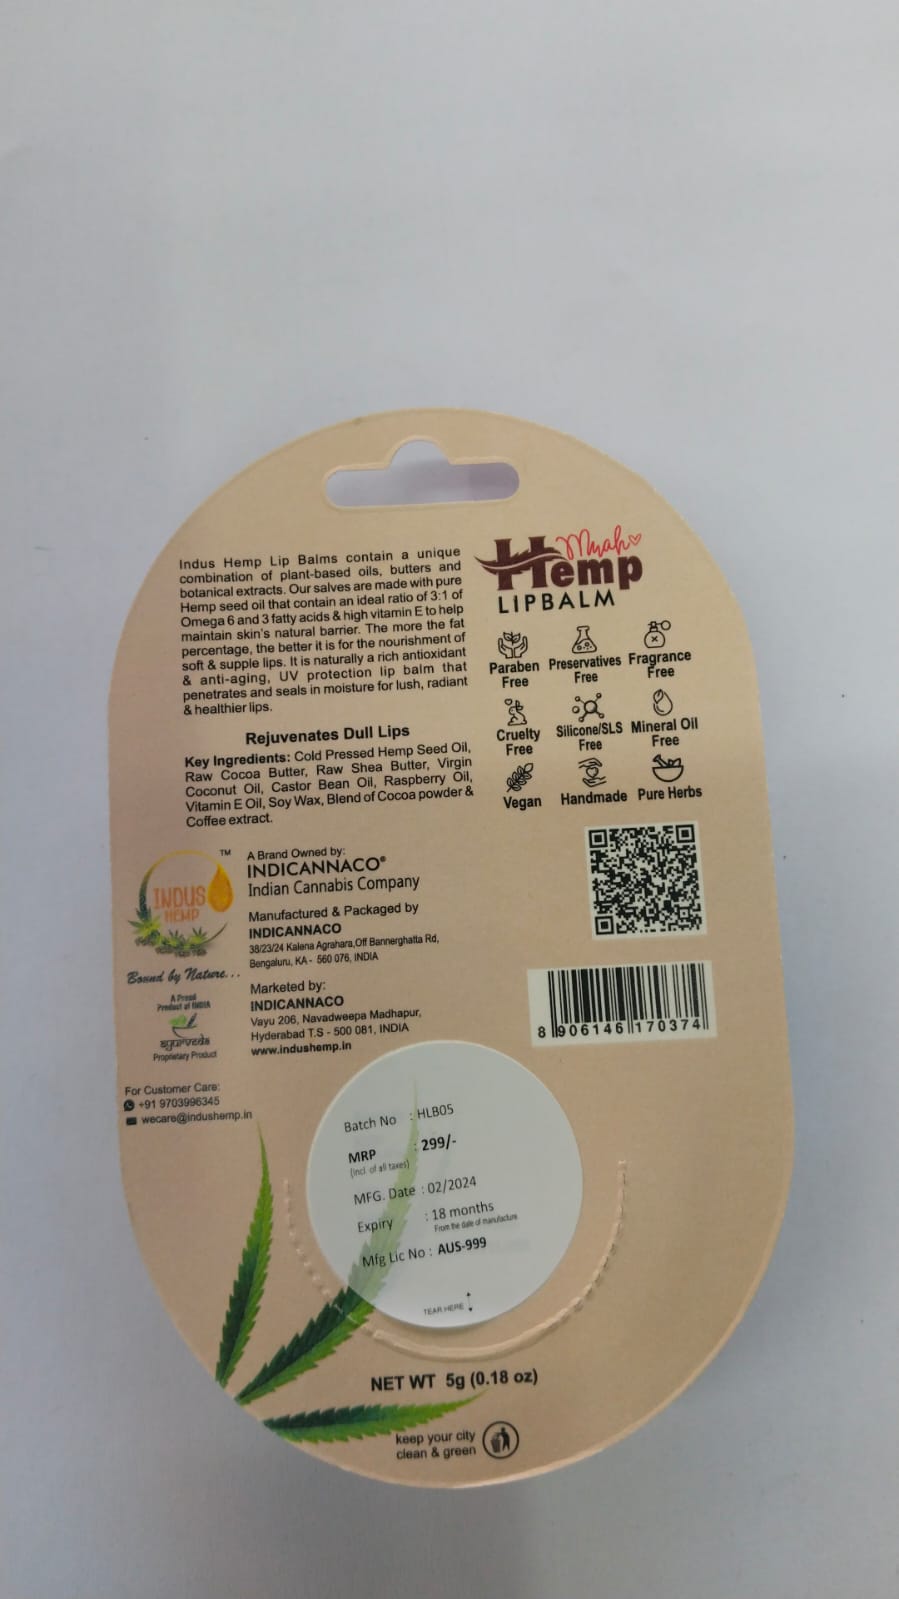 Indus Hemp Lip Balms contain a unique
combination of plant-based oils, butters and
botanical extracts. Our salves are made with pure
Hemp seed oil that contain an ideal ratio of 3:1 of
Omega 6 and 3 fatty acids & high vitamin E to help
maintain skin's natural barrier. The more the fat
percentage, the better it is for the nourishment of
soft & supple lips. It is naturally a rich antioxidant
& anti-aging, UV protection lip balm that
penetrates and seals in moisture for lush, radiant
& healthier lips.
Rejuvenates Dull Lips
Key Ingredients: Cold Pressed Hemp Seed Oil,
Raw Cocoa Butter, Raw Shea Butter, Virgin
Coconut Oil, Castor Bean Oil, Raspberry Oil,
Vitamin E Oil, Soy Wax, Blend of Cocoa powder &
Coffee extract.
Muah
Hemp
LIPBALM
Paraben
Free
Preservatives
Free
Fragrance
Free
Cruelty
Free
Silicone/SLS
Free
Mineral Oil
Free
Vegan
Handmade
Pure Herbs
TM
INDUS
HEMP
Bound by Nature...
A Proud
Product of INDIA
ayurveda
Proprietary Product
A Brand Owned by:
INDICANNACO®
Indian Cannabis Company
Manufactured & Packaged by
INDICANNACO
38/23/24 Kalena Agrahara,Off Bannerghatta Rd,
Bengaluru, KA - 560 076, INDIA
Marketed by:
INDICANNACO
Vayu 206, Navadweepa Madhapur,
Hyderabad T.S - 500 081, INDIA
www.indushemp.in
8 906146 170374
For Customer Care:
+91 9703996345
wecare@indushemp.in
Batch No : HLB05
MRP : 299/-
(Incl. of all taxes)
MFG. Date : 02/2024
Expiry : 18 months
From the date of manufacture
Mfg Lic No : AUS-999
TEAR HERE
NET WT 5g (0.18 oz)
keep your city
clean & green